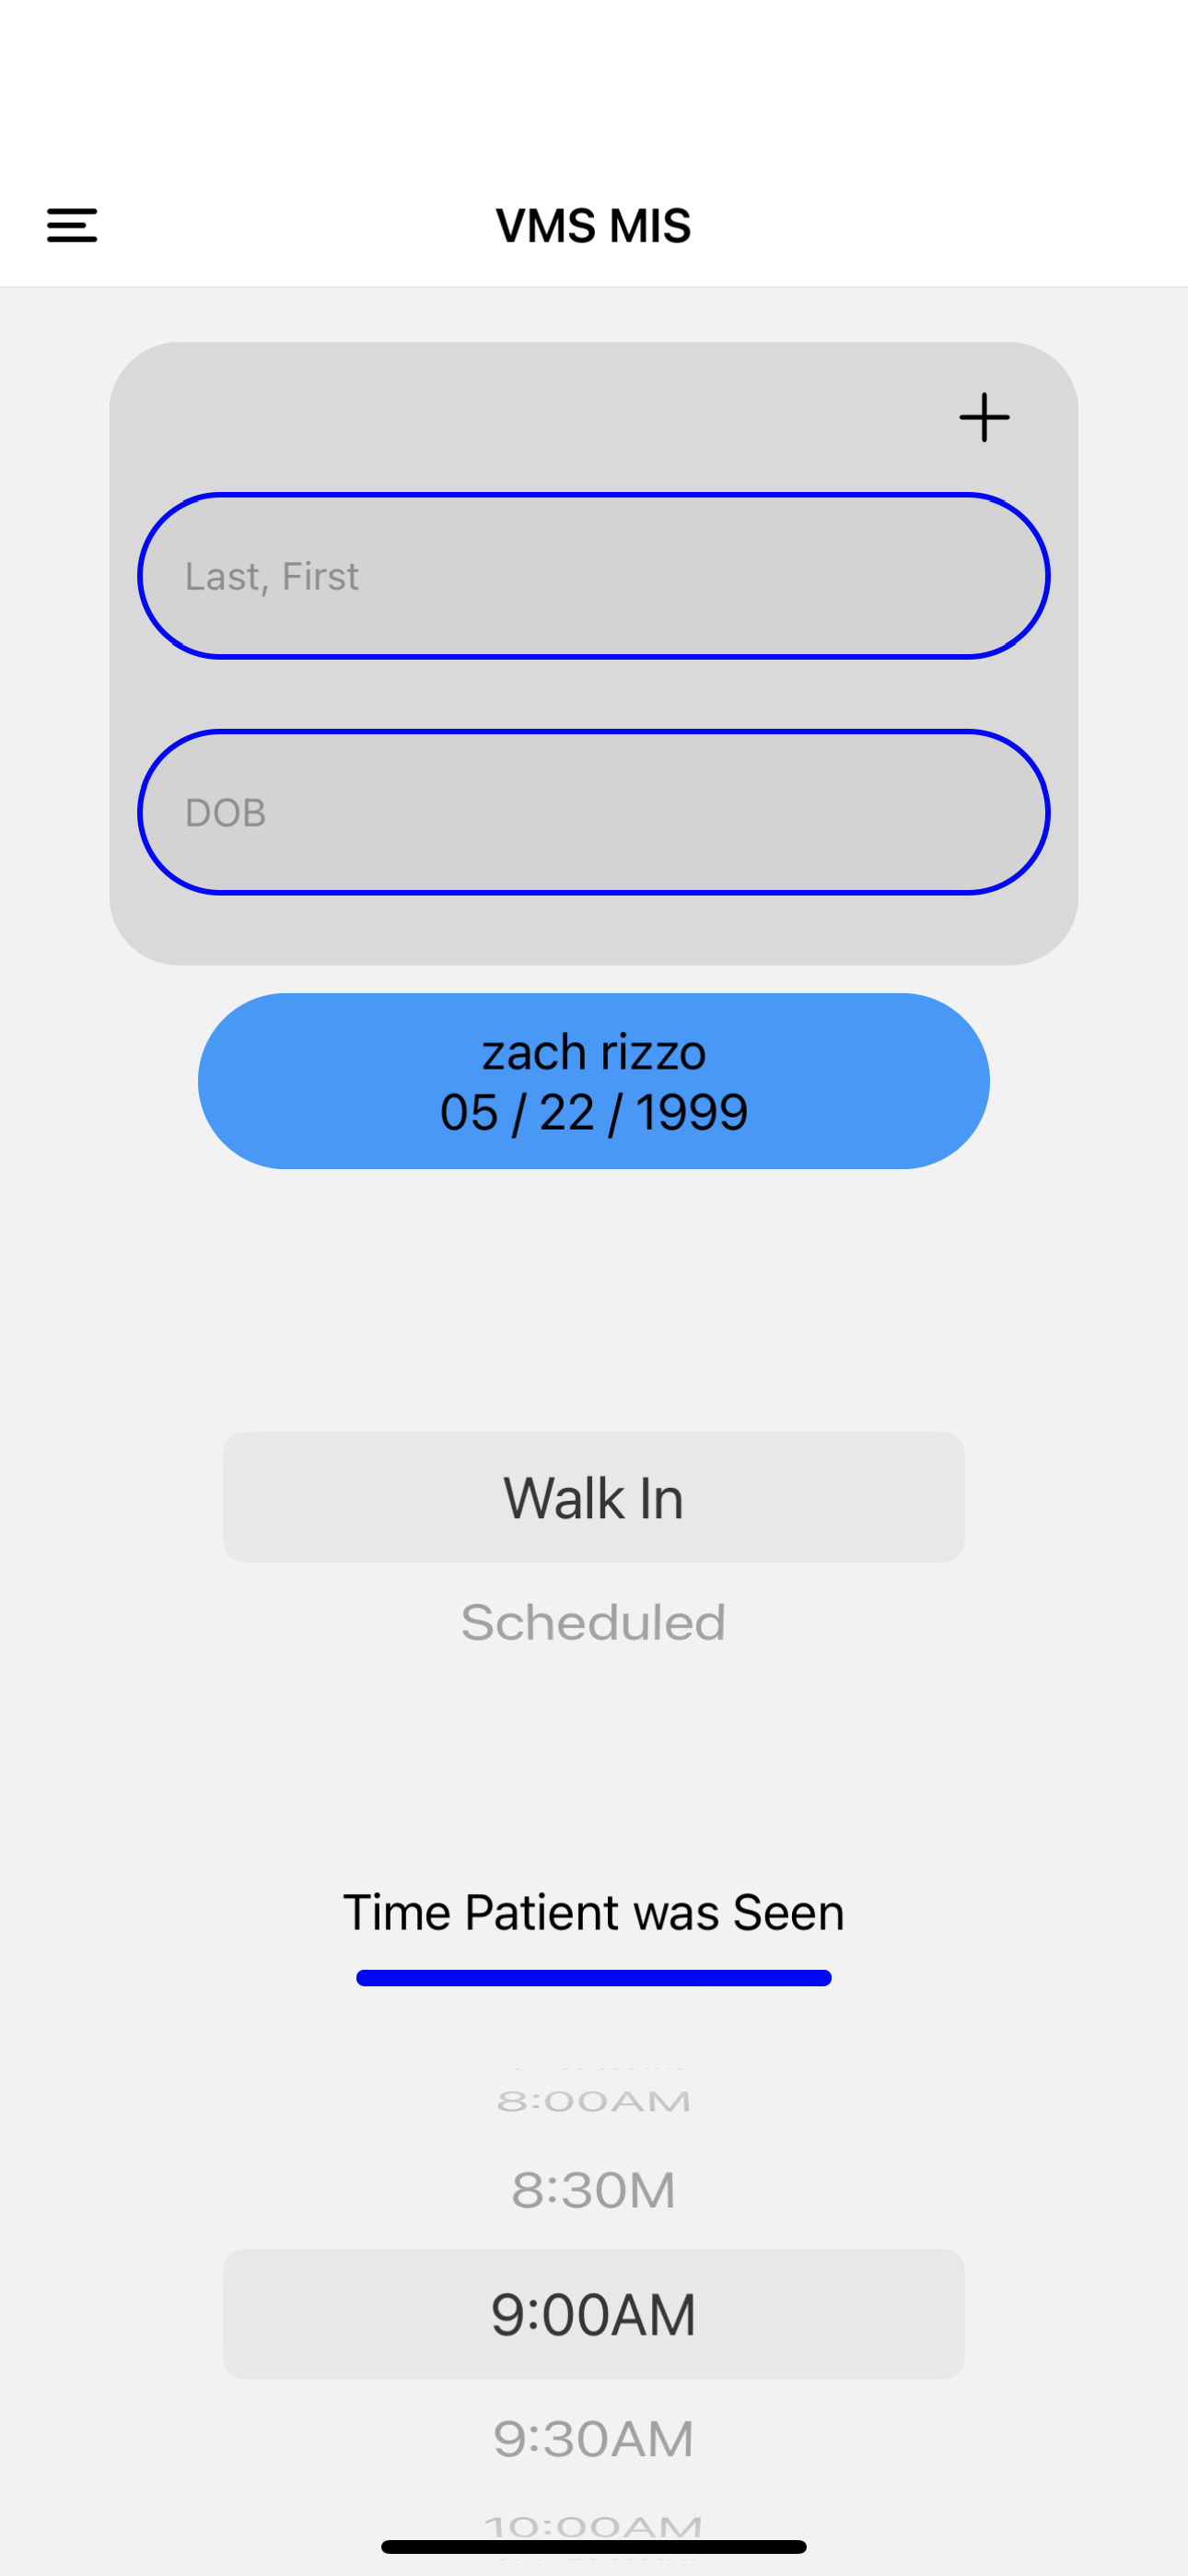 VMS MIS
Last, First
DOB
zach rizzo
05 / 22 / 1999
Walk In
Scheduled
Time Patient was Seen
8:00AM
8:30M
9:00AM
9:30AM
10:00AM